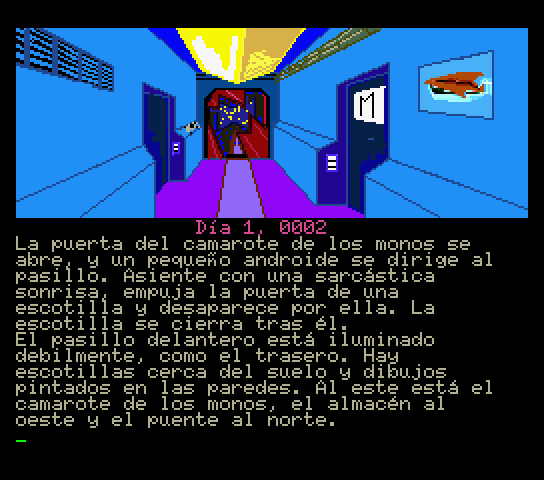 M
Día 1, 0002
La puerta del camarote de los monos se
abre, y un pequeño androide se dirige al
pasillo. Asiente con una sarcástica
sonrisa, empuja la puerta de una
escotilla y desaparece por ella. La
escotilla se cierra tras él.
El pasillo delantero está iluminado
debilmente, como el trasero. Hay
escotillas cerca del suelo y dibujos
pintados en las paredes. Al este está el
camarote de los monos, el almacén al
oeste y el puente al norte.